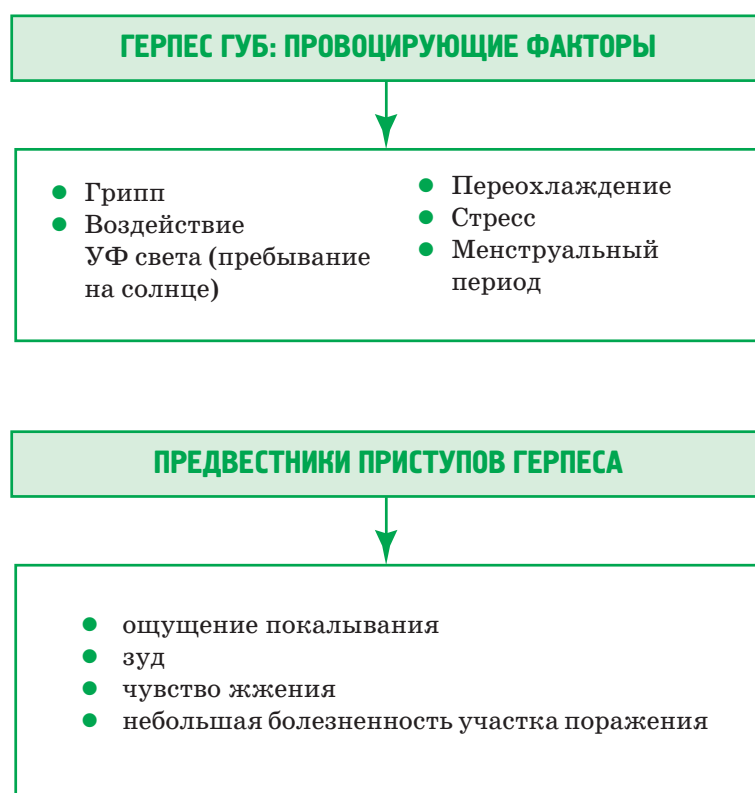 ГЕРПЕС ГУБ: ПРОВОЦИРУЮЩИЕ ФАКТОРЫ
● Грипп
● Воздействие
УФ света (пребывание
на солнце)
● Переохлаждение
● Стресс
● Менструальный
период
ПРЕДВЕСТНИКИ ПРИСТУПОВ ГЕРПЕСА
● ощущение покалывания
● зуд
● чувство жжения
● небольшая болезненность участка поражения